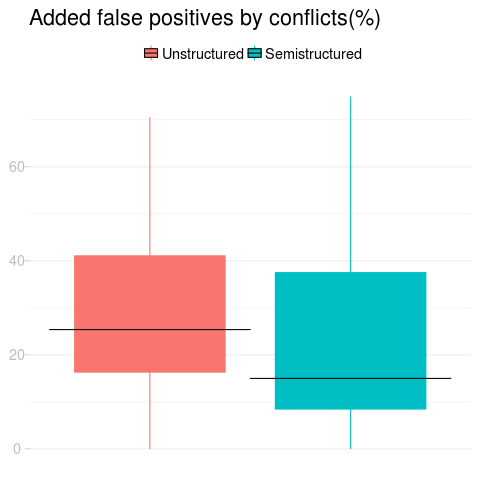 Added false positives by conflicts(%)
Unstructured Semistructured
60
40
20
0